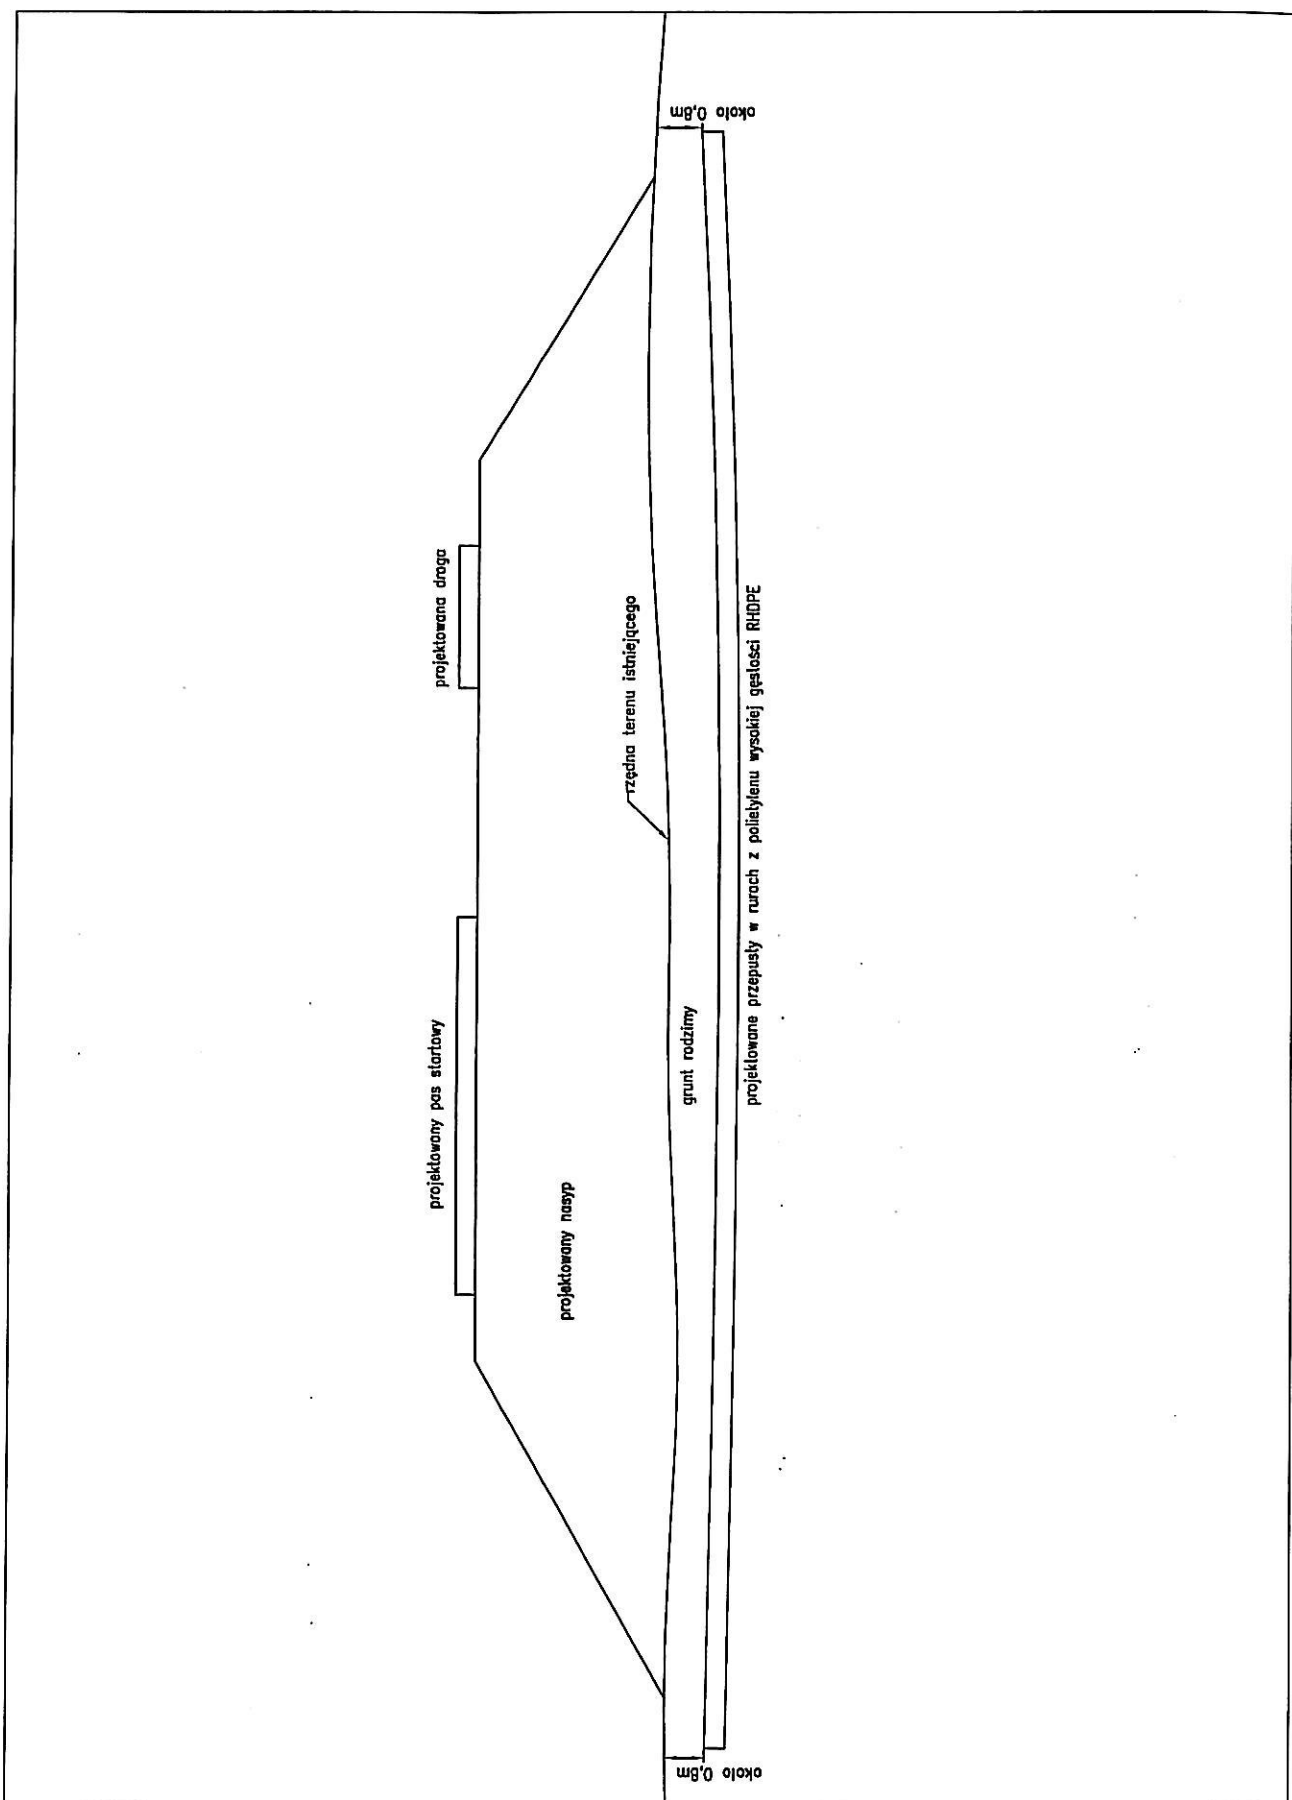 projektowany pas startowy
projektowana droga
projektowany nasyp
rzędna terenu istniejącego
grunt rodzimy
około 0,8m
około 0,8m
projektowane przepusty w rurach z polietylenu wysokiej gęstości RHDPE